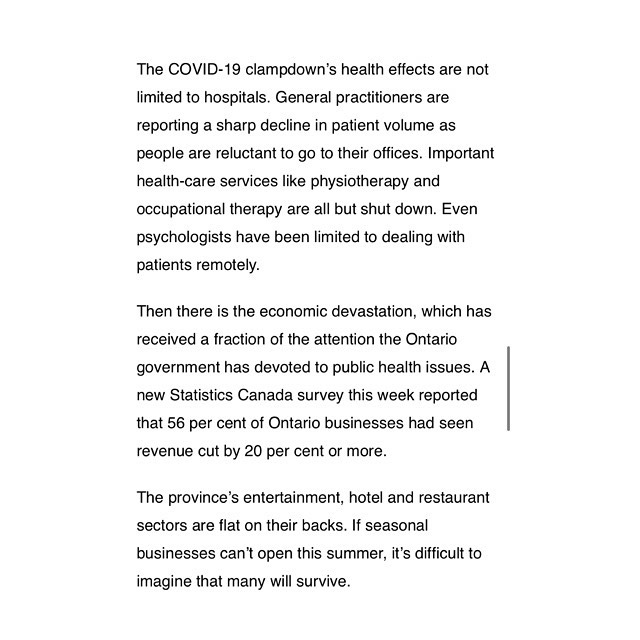 The COVID-19 clampdown’s health effects are not
limited to hospitals. General practitioners are
reporting a sharp decline in patient volume as
people are reluctant to go to their offices. Important
health-care services like physiotherapy and
occupational therapy are all but shut down. Even
psychologists have been limited to dealing with
patients remotely.
Then there is the economic devastation, which has
received a fraction of the attention the Ontario
government has devoted to public health issues. A
new Statistics Canada survey this week reported
that 56 per cent of Ontario businesses had seen
revenue cut by 20 per cent or more.
The province’s entertainment, hotel and restaurant
sectors are flat on their backs. If seasonal
businesses can’t open this summer, it’s difficult to
imagine that many will survive.